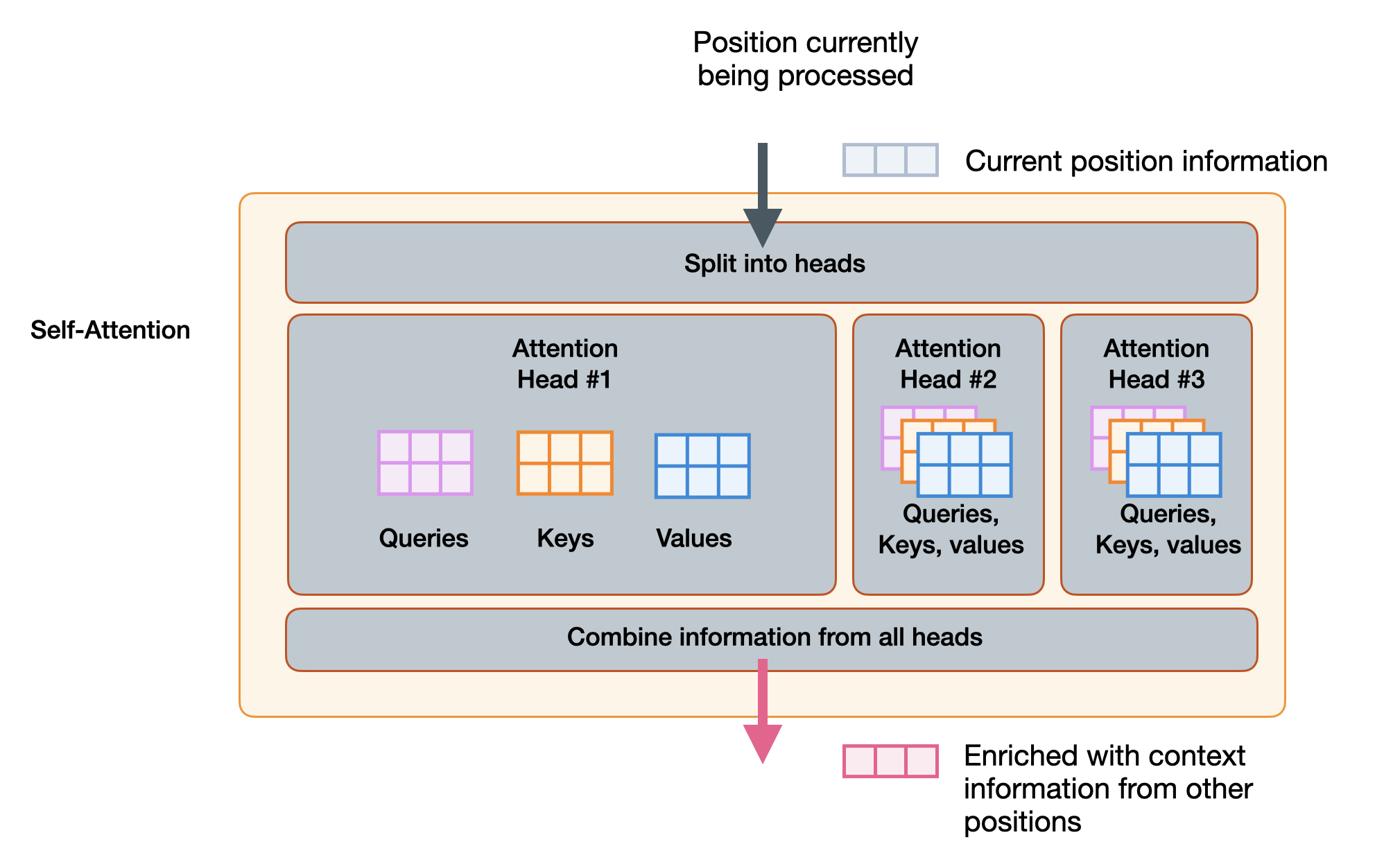 Position currently
being processed
Current position information
Split into heads
Self-Attention
Attention
Head #1
Queries
Keys
Values
Attention
Head #2
Queries,
Keys, values
Attention
Head #3
Queries,
Keys, values
Combine information from all heads
Enriched with context
information from other
positions